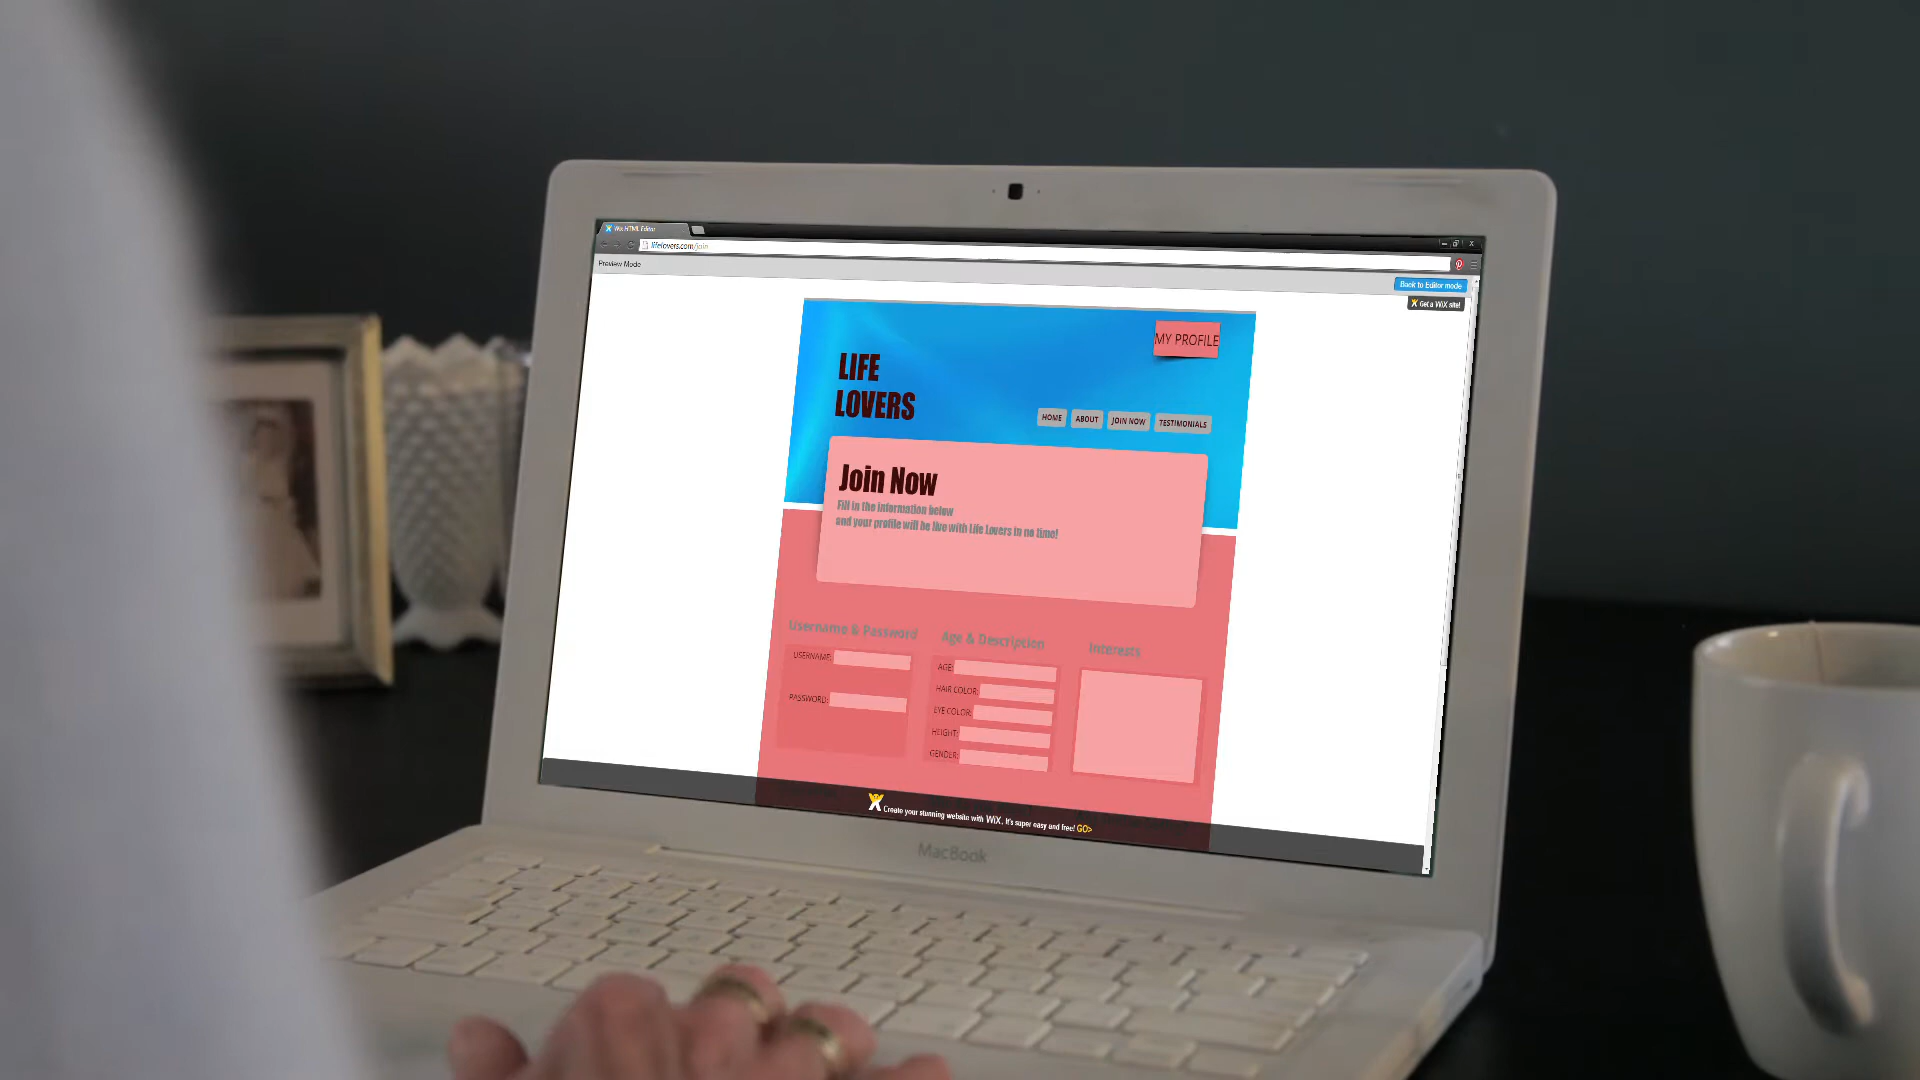 Wix HTML Editor
lifelovers.com/join
Preview Mode
Back to Editor mode
Get a WiX site!
MY PROFILE
LIFE
LOVERS
HOME ABOUT JOIN NOW TESTIMONIALS
Join Now
Fill in the information below
and your profile will be live with Life Lovers in no time!
Username & Password
USERNAME:
PASSWORD:
Age & Description
AGE:
HAIR COLOR:
EYE COLOR:
HEIGHT:
GENDER:
Interests
Create your stunning website with WiX. It's super easy and free! GO>
MacBook